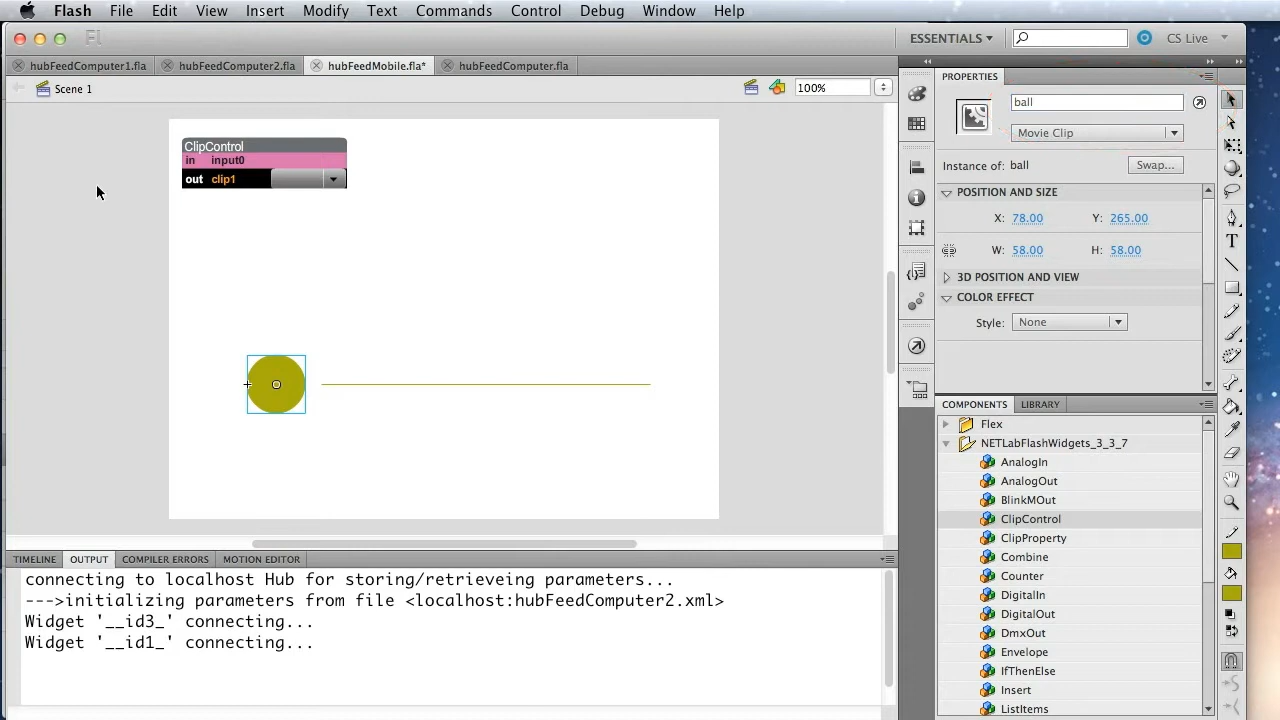 Flash File Edit View Insert Modify Text Commands Control Debug Window Help
Fl ESSENTIALS CS Live
hubFeedComputer1.fla hubFeedComputer2.fla hubFeedMobile.fla* hubFeedComputer.fla
Scene 1 100%
ClipControl
in input0
out clip1
PROPERTIES
ball
Movie Clip
Instance of: ball Swap...
POSITION AND SIZE
X: 78.00 Y: 265.00
W: 58.00 H: 58.00
3D POSITION AND VIEW
COLOR EFFECT
Style: None
COMPONENTS LIBRARY
Flex
NETLabFlashWidgets_3_3_7
AnalogIn
AnalogOut
BlinkMOut
ClipControl
ClipProperty
Combine
Counter
DigitalIn
DigitalOut
DmxOut
Envelope
IfThenElse
Insert
ListItems
TIMELINE OUTPUT COMPILER ERRORS MOTION EDITOR
connecting to localhost Hub for storing/retrieveing parameters...
--->initializing parameters from file <localhost:hubFeedComputer2.xml>
Widget '__id3_' connecting...
Widget '__id1_' connecting...